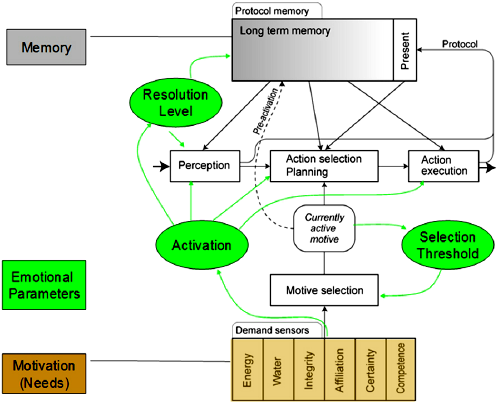 Protocol memory
Long term memory
Present
Memory
Protocol
Resolution
Level
Pre-activation
Perception
Action selection
Planning
Action
execution
Currently
active
motive
Activation
Selection
Threshold
Emotional
Parameters
Motive selection
Demand sensors
Motivation
(Needs)
Energy
Water
Integrity
Affiliation
Certainty
Competence